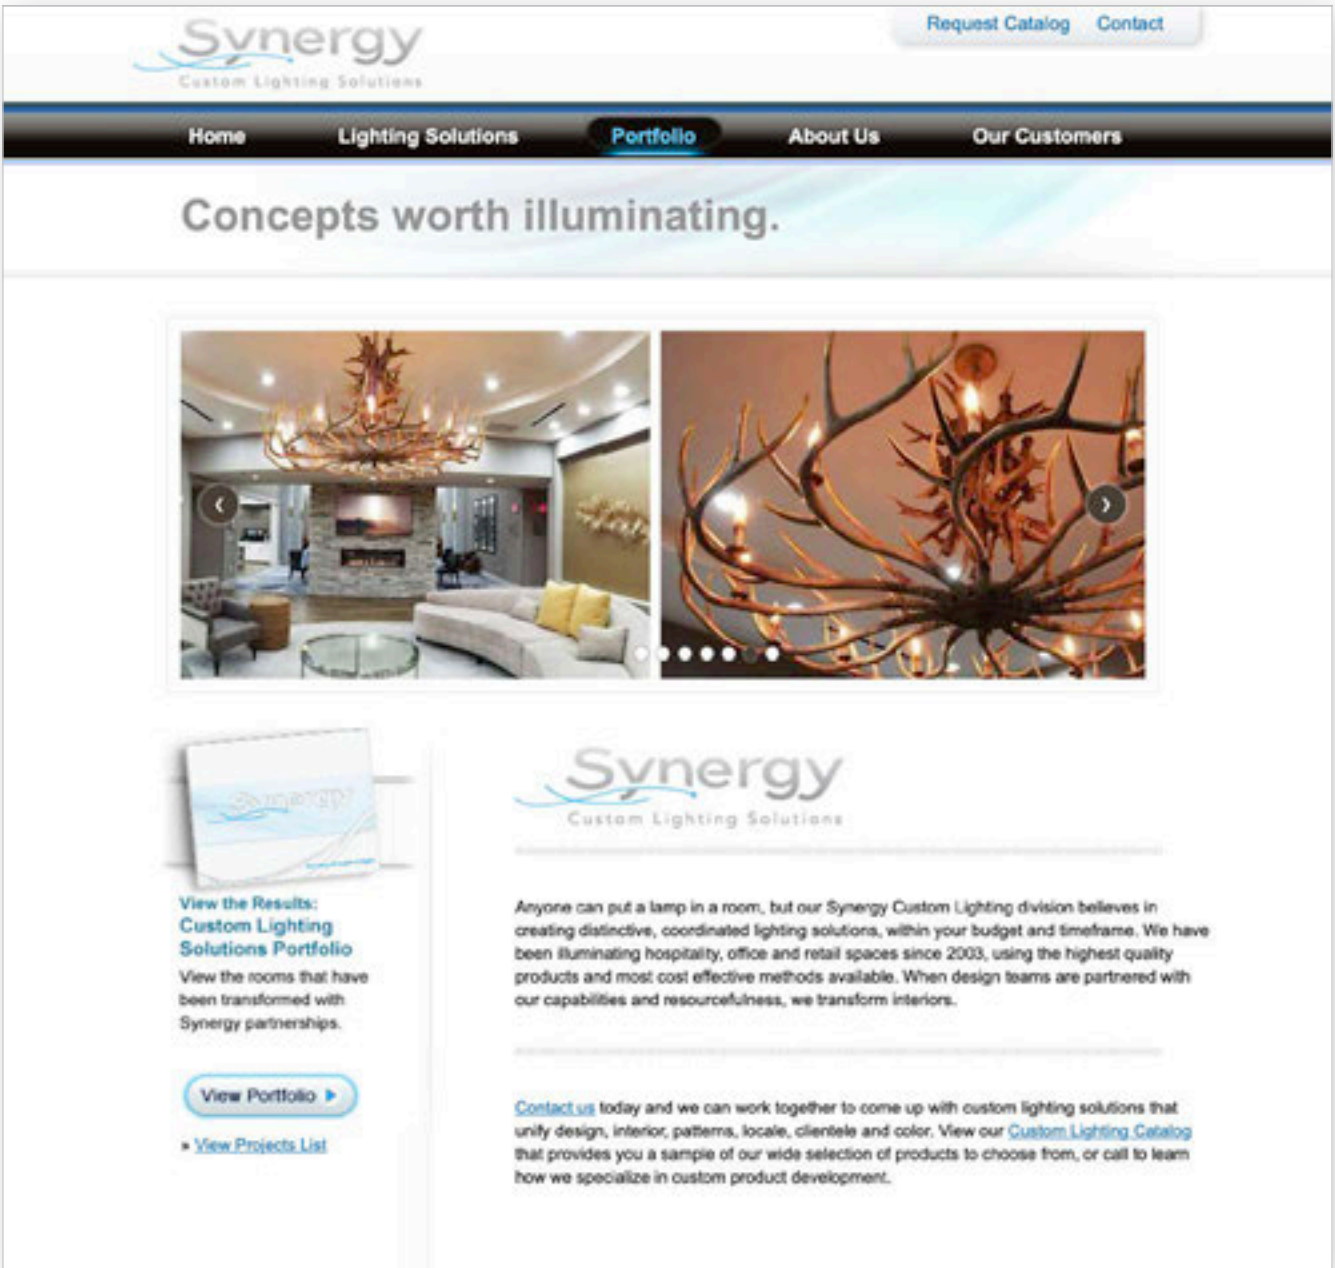 Synergy
Custom Lighting Solutions
Request Catalog Contact
Home Lighting Solutions Portfolio About Us Our Customers
Concepts worth illuminating.
Synergy
View the Results:
Custom Lighting
Solutions Portfolio
View the rooms that have
been transformed with
Synergy partnerships.
View Portfolio
» View Projects List
Synergy
Custom Lighting Solutions
Anyone can put a lamp in a room, but our Synergy Custom Lighting division believes in
creating distinctive, coordinated lighting solutions, within your budget and timeframe. We have
been illuminating hospitality, office and retail spaces since 2003, using the highest quality
products and most cost effective methods available. When design teams are partnered with
our capabilities and resourcefulness, we transform interiors.
Contact us today and we can work together to come up with custom lighting solutions that
unify design, interior, patterns, locale, clientele and color. View our Custom Lighting Catalog
that provides you a sample of our wide selection of products to choose from, or call to learn
how we specialize in custom product development.